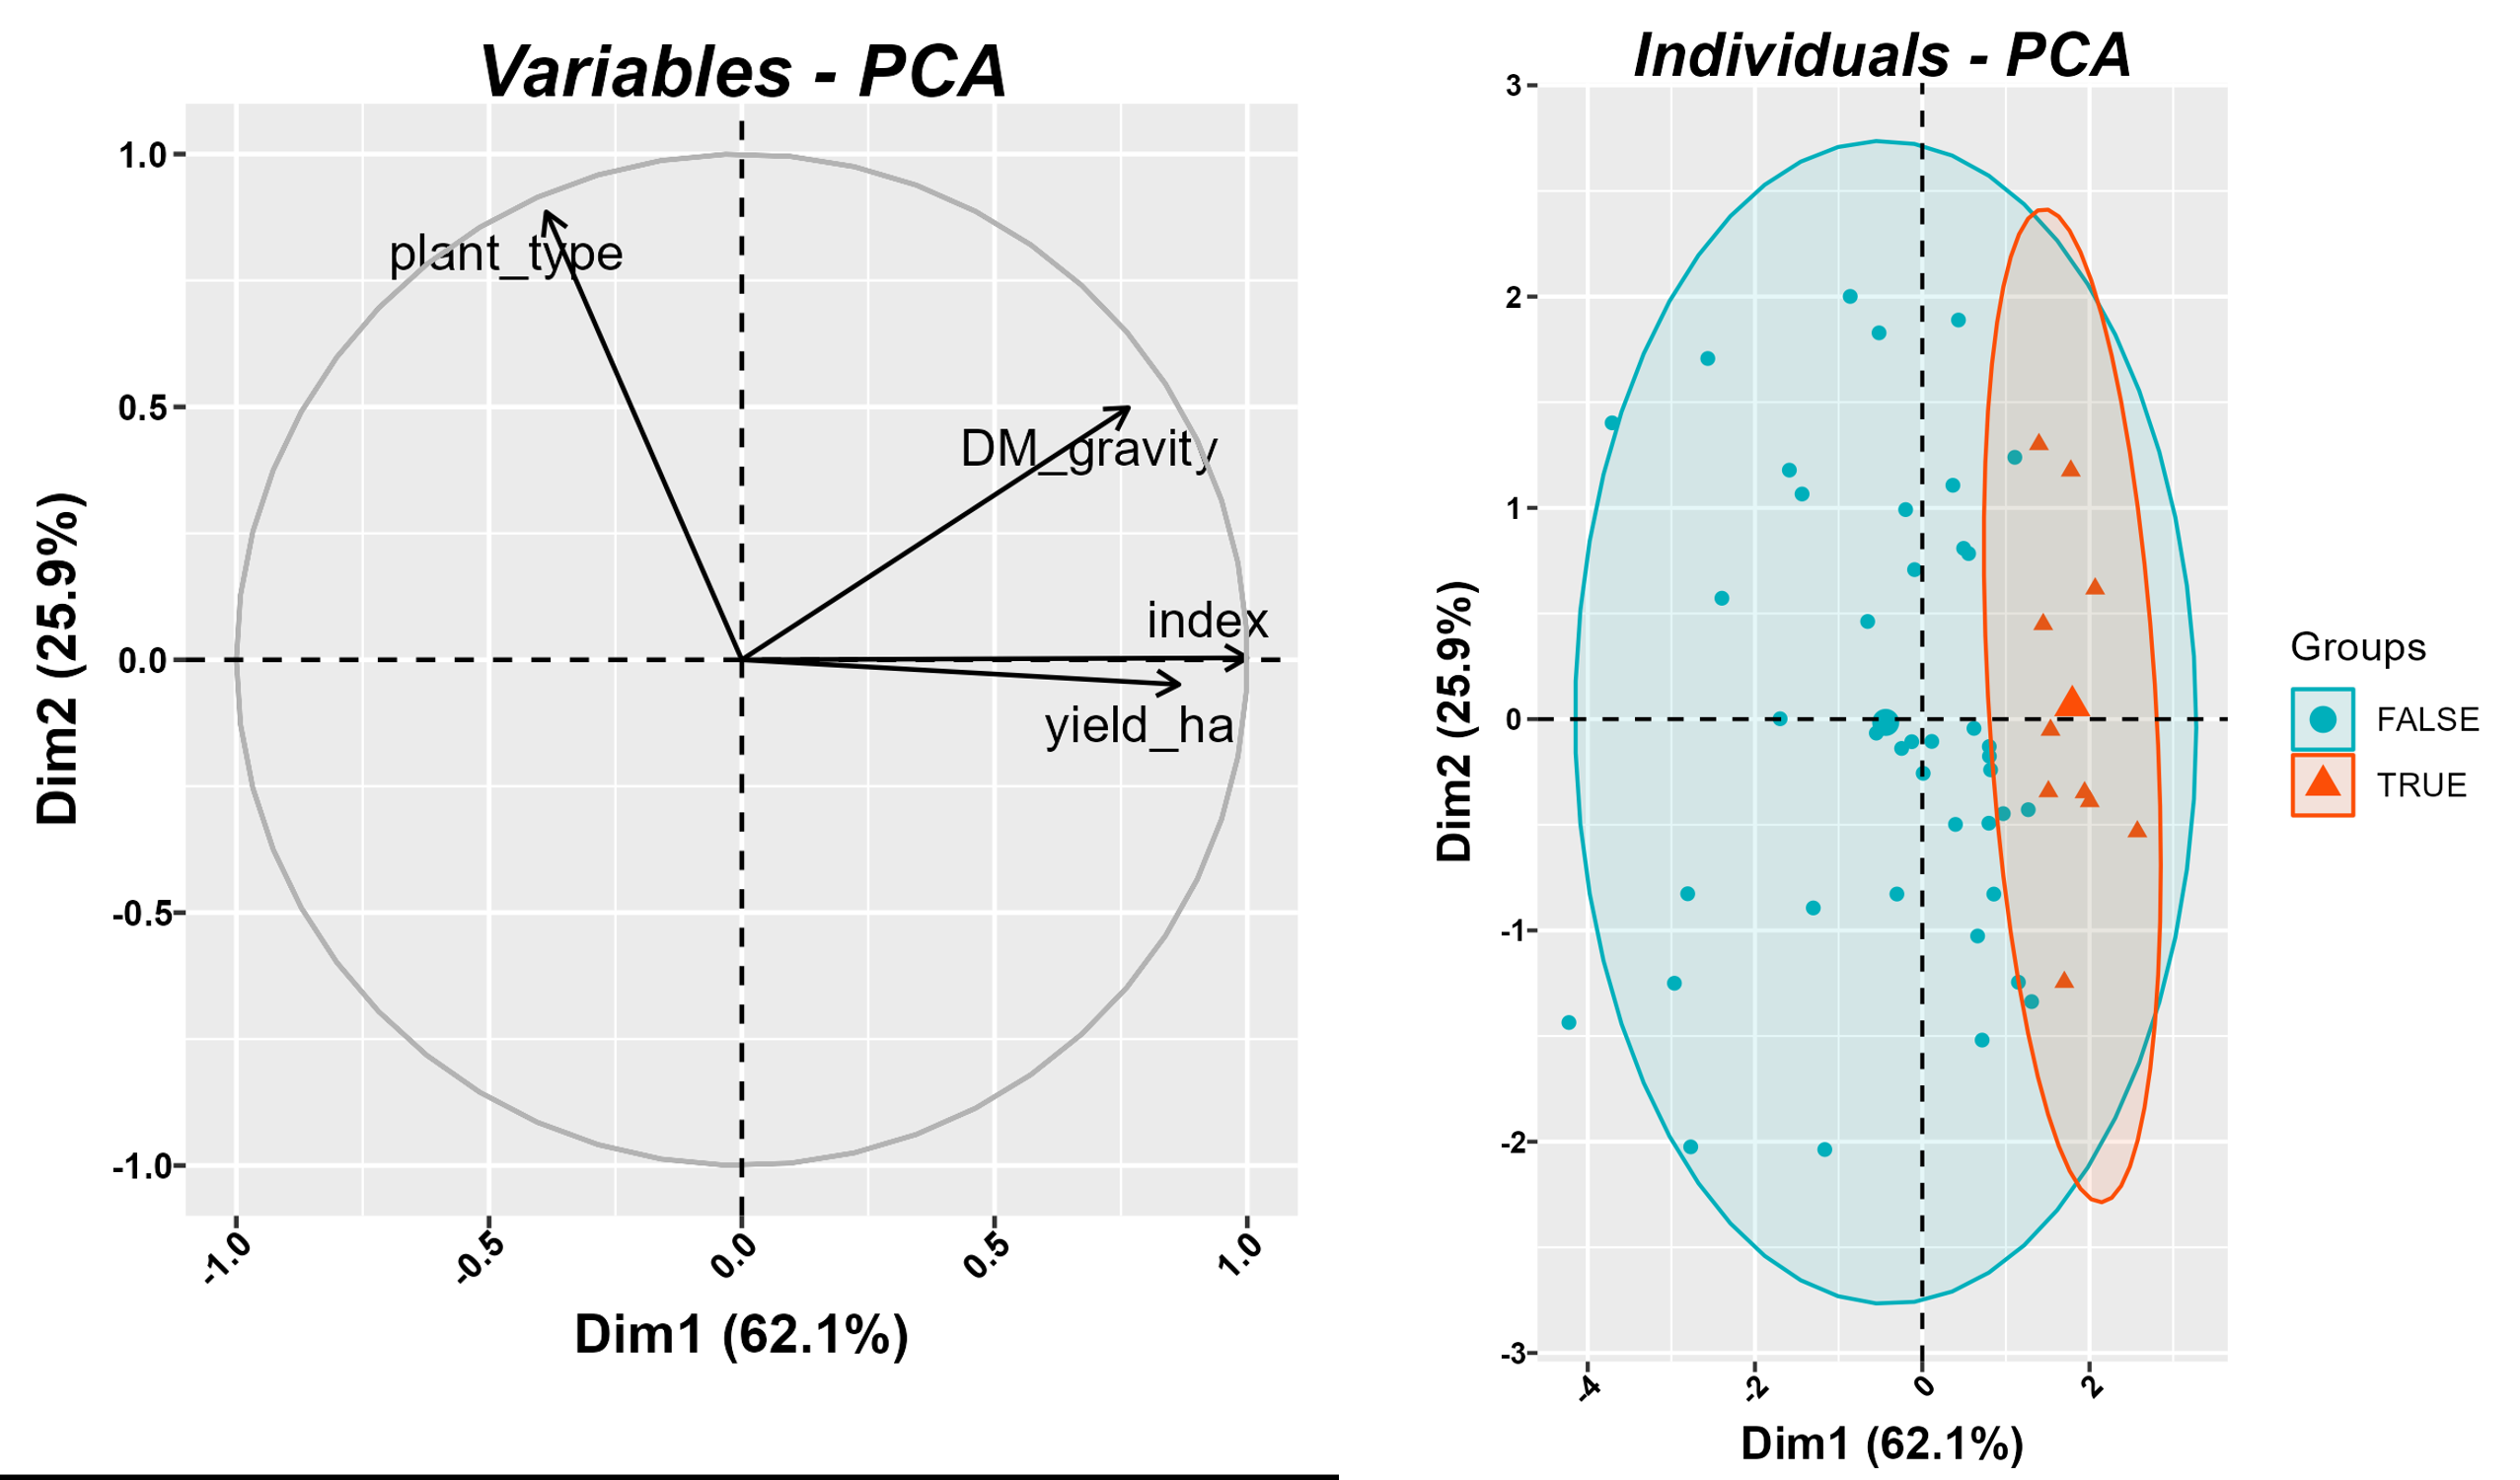 Variables - PCA
1.0
0.5
0.0
-0.5
-1.0
Dim2 (25.9%)
plant_type
DM_gravity
index
yield_ha
-1.0
-0.5
0.0
0.5
1.0
Dim1 (62.1%)
Individuals - PCA
3
2
1
0
-1
-2
-3
Dim2 (25.9%)
-4
-2
0
2
Dim1 (62.1%)
Groups
FALSE
TRUE